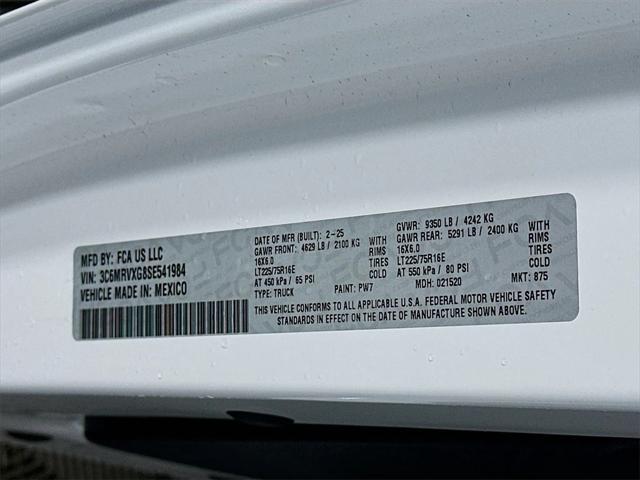 MFD BY: FCA US LLC
VIN: 3C6MRVXG8SE541984
VEHICLE MADE IN: MEXICO
DATE OF MFR (BUILT): 2-25 GVWR: 9350 LB / 4242 KG
GAWR FRONT: 4629 LB / 2100 KG WITH GAWR REAR: 5291 LB / 2400 KG WITH
16X6.0 RIMS 16X6.0 RIMS
LT225/75R16E TIRES LT225/75R16E TIRES
AT 450 kPa / 65 PSI COLD AT 550 kPa / 80 PSI COLD
TYPE: TRUCK PAINT: PW7 MDH: 021520 MKT: 875
THIS VEHICLE CONFORMS TO ALL APPLICABLE U.S.A. FEDERAL MOTOR VEHICLE SAFETY
STANDARDS IN EFFECT ON THE DATE OF MANUFACTURE SHOWN ABOVE.